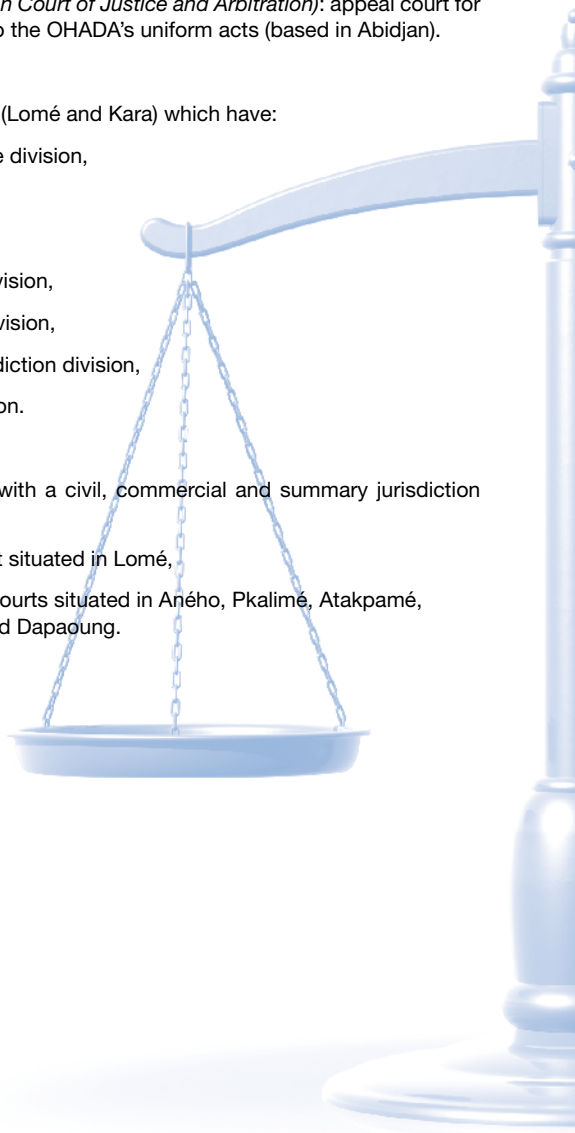 n Court of Justice and Arbitration): appeal court for
o the OHADA's uniform acts (based in Abidjan).
(Lomé and Kara) which have:
e division,
vision,
vision,
diction division,
on.
with a civil, commercial and summary jurisdiction
t situated in Lomé,
ourts situated in Aného, Pkalimé, Atakpamé,
d Dapaoung.